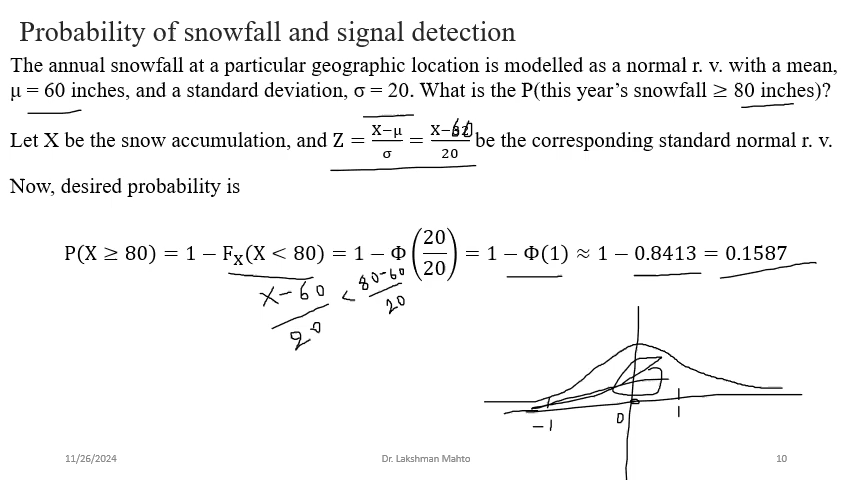 Probability of snowfall and signal detection
The annual snowfall at a particular geographic location is modelled as a normal r. v. with a mean,
μ = 60 inches, and a standard deviation, σ = 20. What is the P(this year's snowfall ≥ 80 inches)?
Let X be the snow accumulation, and Z = X−μ/σ = X−60/20 be the corresponding standard normal r. v.
Now, desired probability is
P(X ≥ 80) = 1 − F_X(X < 80) = 1 − Φ(20/20) = 1 − Φ(1) ≈ 1 − 0.8413 = 0.1587
X−60/20 < 80−60/20
−1 0 1
11/26/2024 Dr. Lakshman Mahto 10